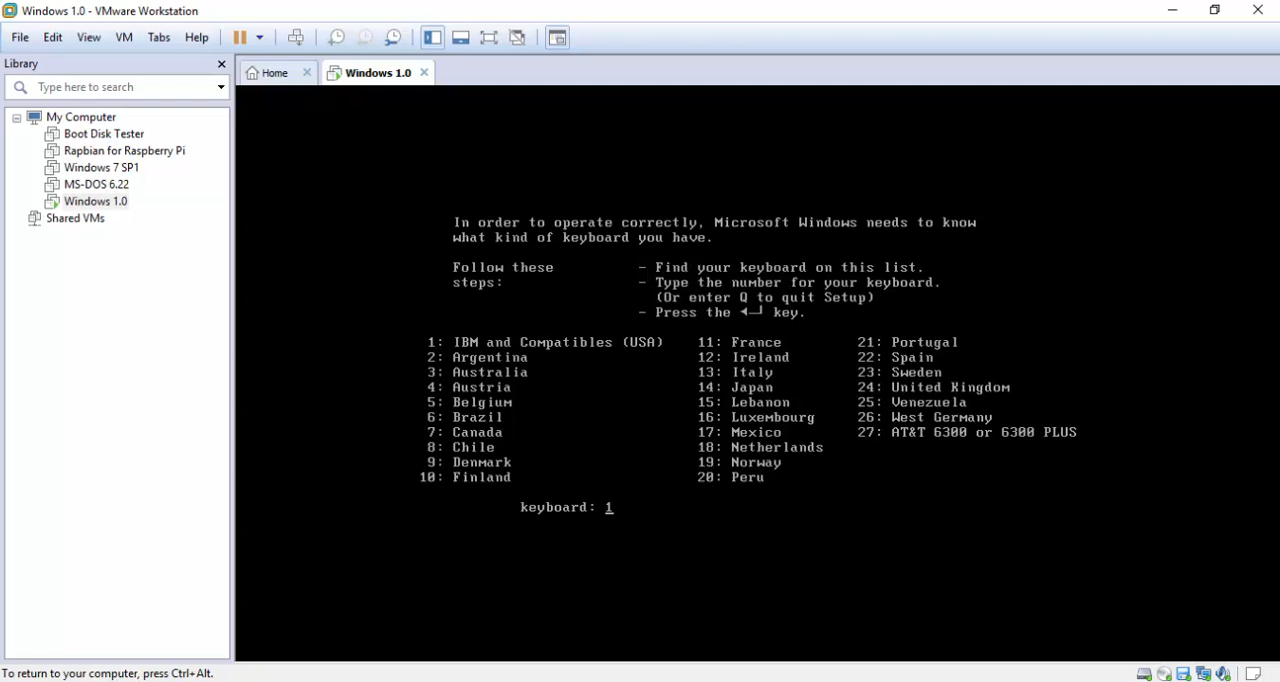 Windows 1.0 - VMware Workstation
File Edit View VM Tabs Help
Library
Type here to search
My Computer
Boot Disk Tester
Rapbian for Raspberry Pi
Windows 7 SP1
MS-DOS 6.22
Windows 1.0
Shared VMs
Home
Windows 1.0
In order to operate correctly, Microsoft Windows needs to know
what kind of keyboard you have.
Follow these - Find your keyboard on this list.
steps: - Type the number for your keyboard.
(Or enter Q to quit Setup)
- Press the ◄─┘ key.
1: IBM and Compatibles (USA) 11: France 21: Portugal
2: Argentina 12: Ireland 22: Spain
3: Australia 13: Italy 23: Sweden
4: Austria 14: Japan 24: United Kingdom
5: Belgium 15: Lebanon 25: Venezuela
6: Brazil 16: Luxembourg 26: West Germany
7: Canada 17: Mexico 27: AT&T 6300 or 6300 PLUS
8: Chile 18: Netherlands
9: Denmark 19: Norway
10: Finland 20: Peru
keyboard: 1
To return to your computer, press Ctrl+Alt.